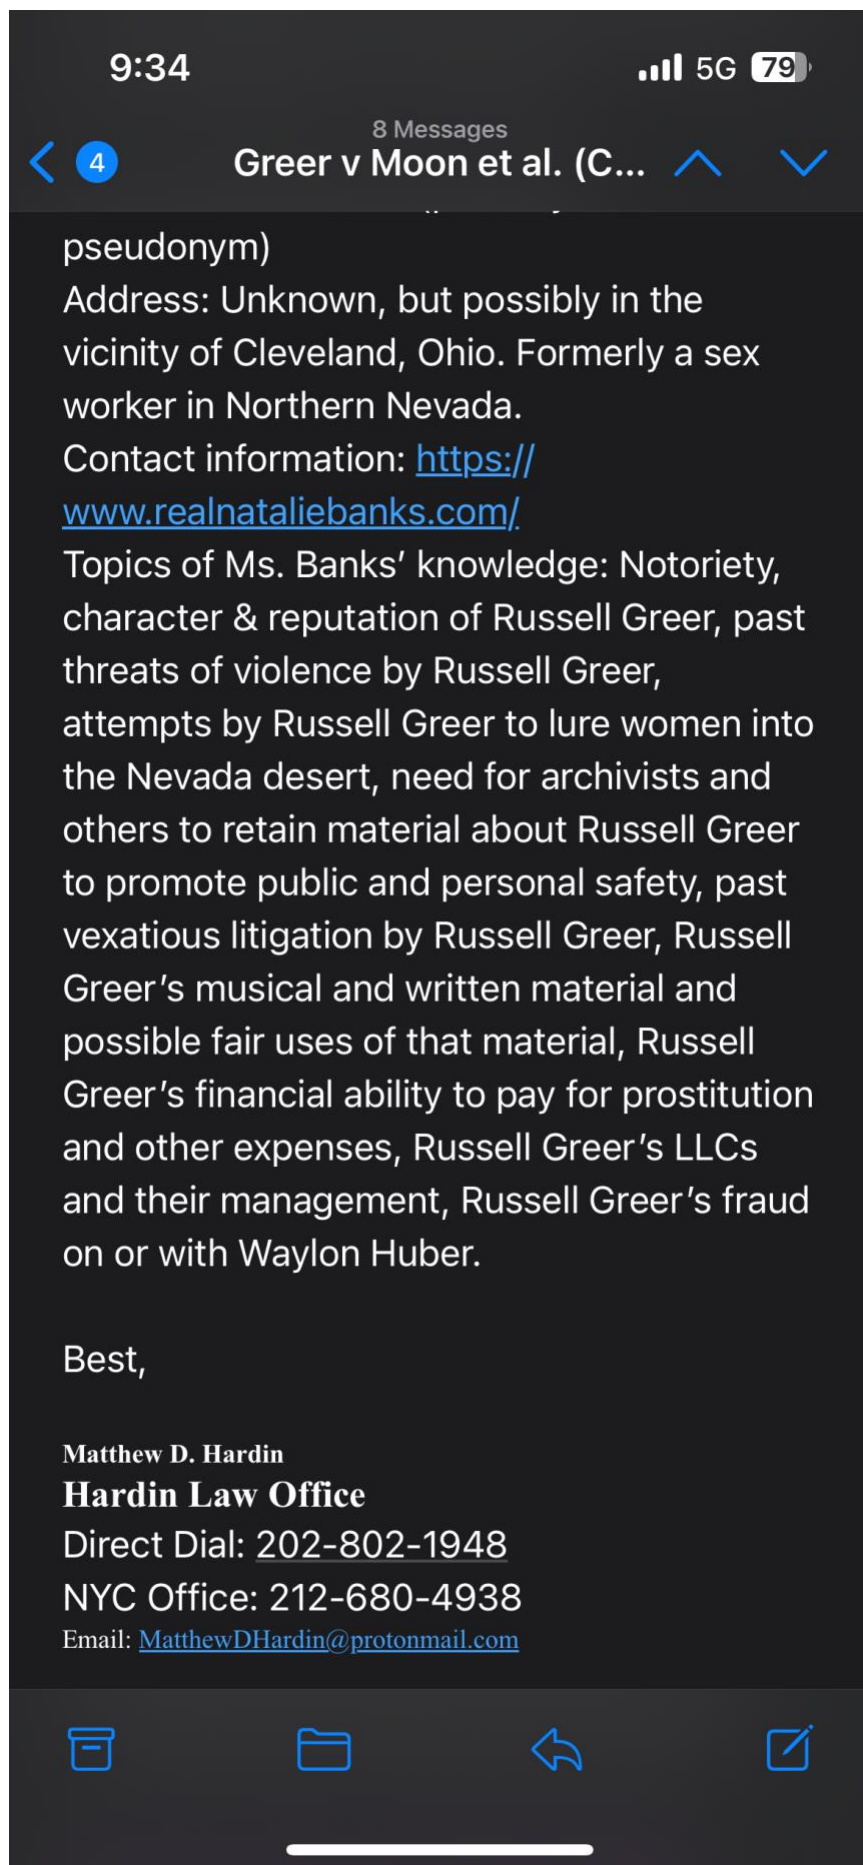 9:34
5G 79
8 Messages
4
Greer v Moon et al. (C...
pseudonym)
Address: Unknown, but possibly in the
vicinity of Cleveland, Ohio. Formerly a sex
worker in Northern Nevada.
Contact information: https://
www.realnataliebanks.com/
Topics of Ms. Banks’ knowledge: Notoriety,
character & reputation of Russell Greer, past
threats of violence by Russell Greer,
attempts by Russell Greer to lure women into
the Nevada desert, need for archivists and
others to retain material about Russell Greer
to promote public and personal safety, past
vexatious litigation by Russell Greer, Russell
Greer’s musical and written material and
possible fair uses of that material, Russell
Greer’s financial ability to pay for prostitution
and other expenses, Russell Greer’s LLCs
and their management, Russell Greer’s fraud
on or with Waylon Huber.
Best,
Matthew D. Hardin
Hardin Law Office
Direct Dial: 202-802-1948
NYC Office: 212-680-4938
Email: MatthewDHardin@protonmail.com